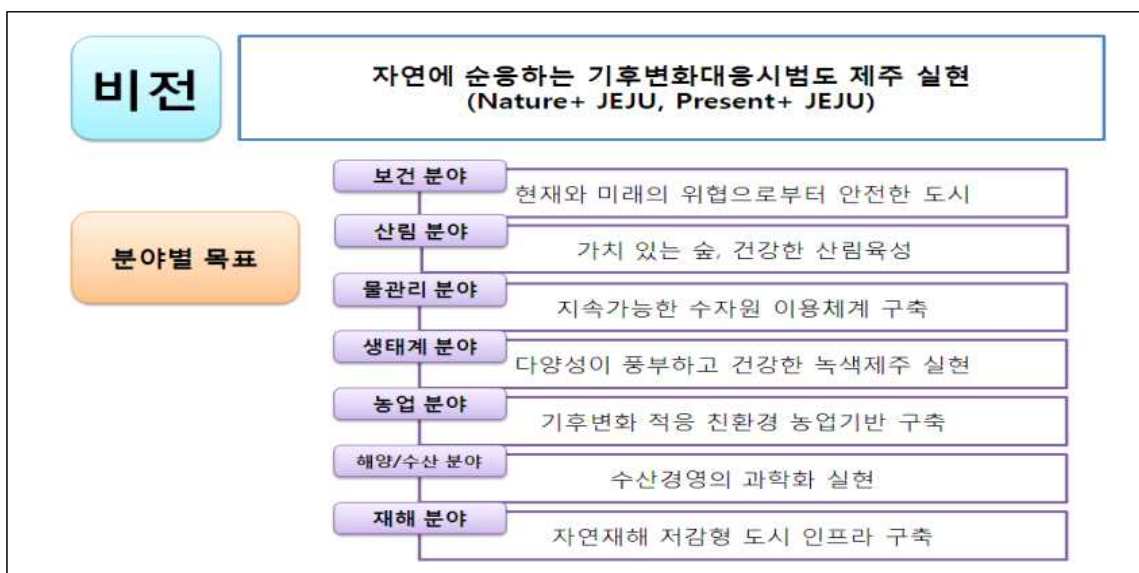 비전
자연에 순응하는 기후변화대응시범도 제주 실현
(Nature+ JEJU, Present+ JEJU)
분야별 목표
보건 분야
현재와 미래의 위협으로부터 안전한 도시
산림 분야
가치 있는 숲, 건강한 산림육성
물관리 분야
지속가능한 수자원 이용체계 구축
생태계 분야
다양성이 풍부하고 건강한 녹색제주 실현
농업 분야
기후변화 적응 친환경 농업기반 구축
해양/수산 분야
수산경영의 과학화 실현
재해 분야
자연재해 저감형 도시 인프라 구축